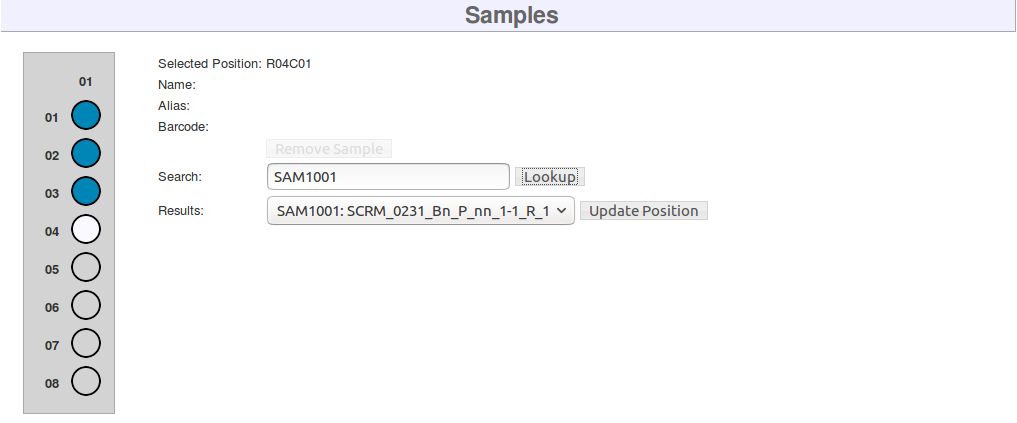 Samples
01
01
02
03
04
05
06
07
08
Selected Position: R04C01
Name:
Alias:
Barcode:
Remove Sample
Search: SAM1001 Lookup
Results: SAM1001: SCRM_0231_Bn_P_nn_1-1_R_1 Update Position